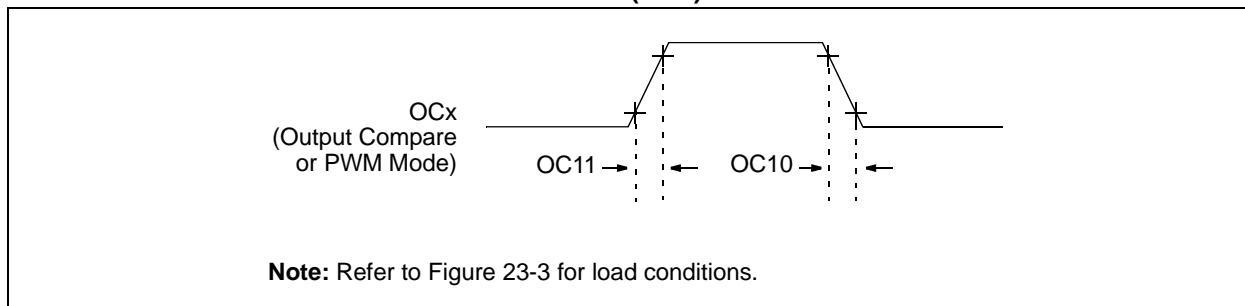 OCx
(Output Compare
or PWM Mode)
OC11
OC10
Note: Refer to Figure 23-3 for load conditions.